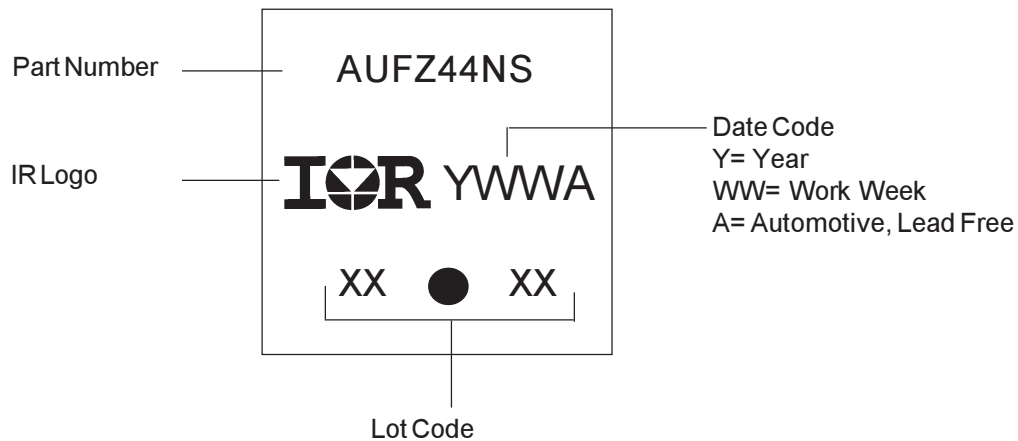 Part Number
AUFZ44NS
Date Code
Y= Year
WW= Work Week
A= Automotive, Lead Free
IR Logo
IOR YWWA
XX ● XX
Lot Code